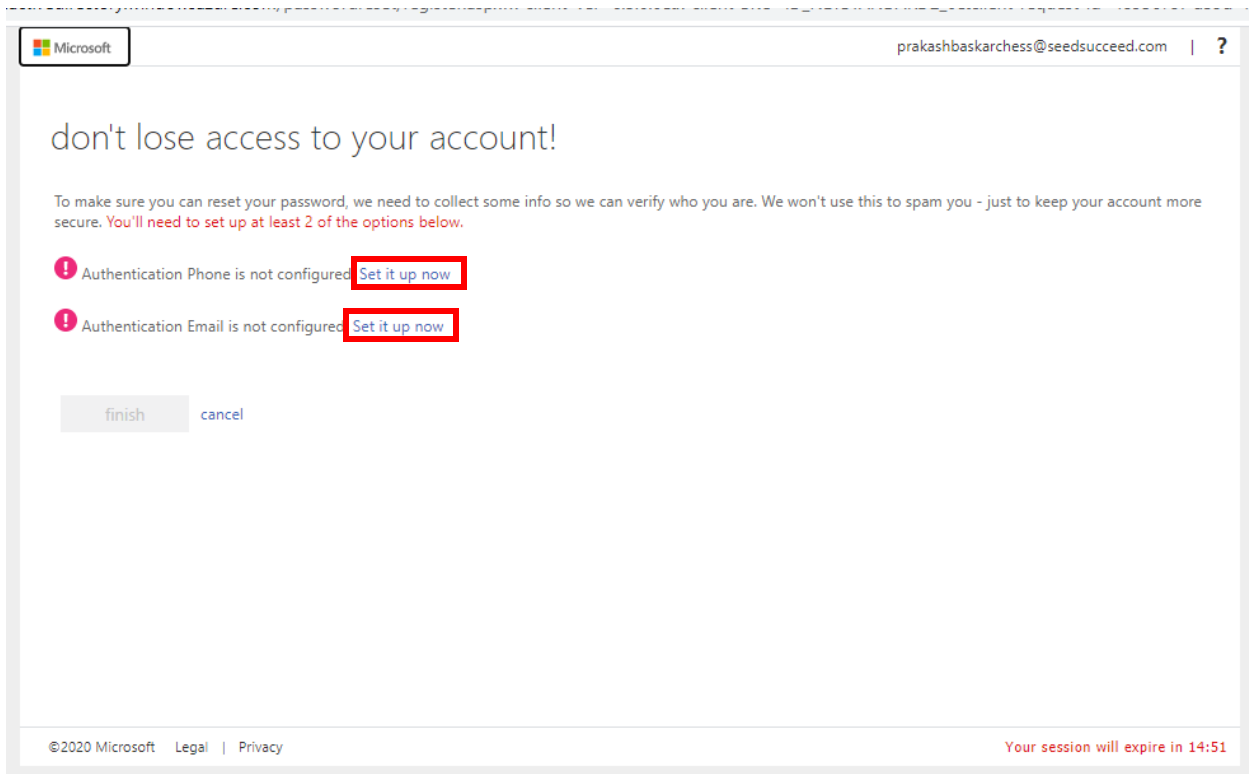 Microsoft
prakashbaskarchess@seedsucceed.com | ?
don't lose access to your account!
To make sure you can reset your password, we need to collect some info so we can verify who you are. We won't use this to spam you - just to keep your account more
secure. You'll need to set up at least 2 of the options below.
! Authentication Phone is not configured Set it up now
! Authentication Email is not configured Set it up now
finish cancel
©2020 Microsoft Legal | Privacy
Your session will expire in 14:51